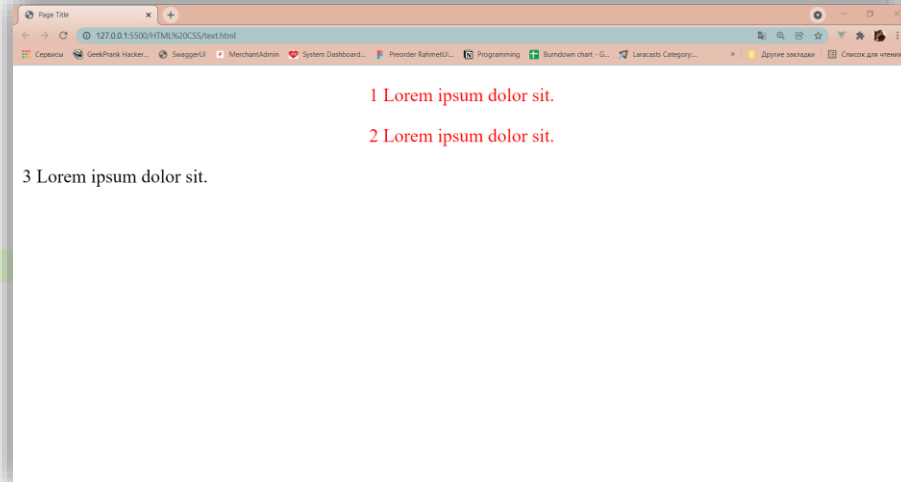 Page Title
127.0.0.1:5500/HTML%20CSS/text.html
Сервисы GeekPrank Hacker... SwaggerUI MerchantAdmin System Dashboard... Preorder RahmetUI... Programming Burndown chart - G... Laracasts Category:... » Другие закладки Список для чтения
1 Lorem ipsum dolor sit.
2 Lorem ipsum dolor sit.
3 Lorem ipsum dolor sit.